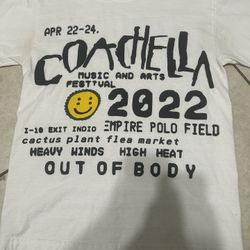 APR 22-24.
COACHELLA
MUSIC AND ARTS
FESTIVAL
2022
I-10 EXIT INDIO EMPIRE POLO FIELD
cactus plant flea market
HEAVY WINDS HIGH HEAT
OUT OF BODY